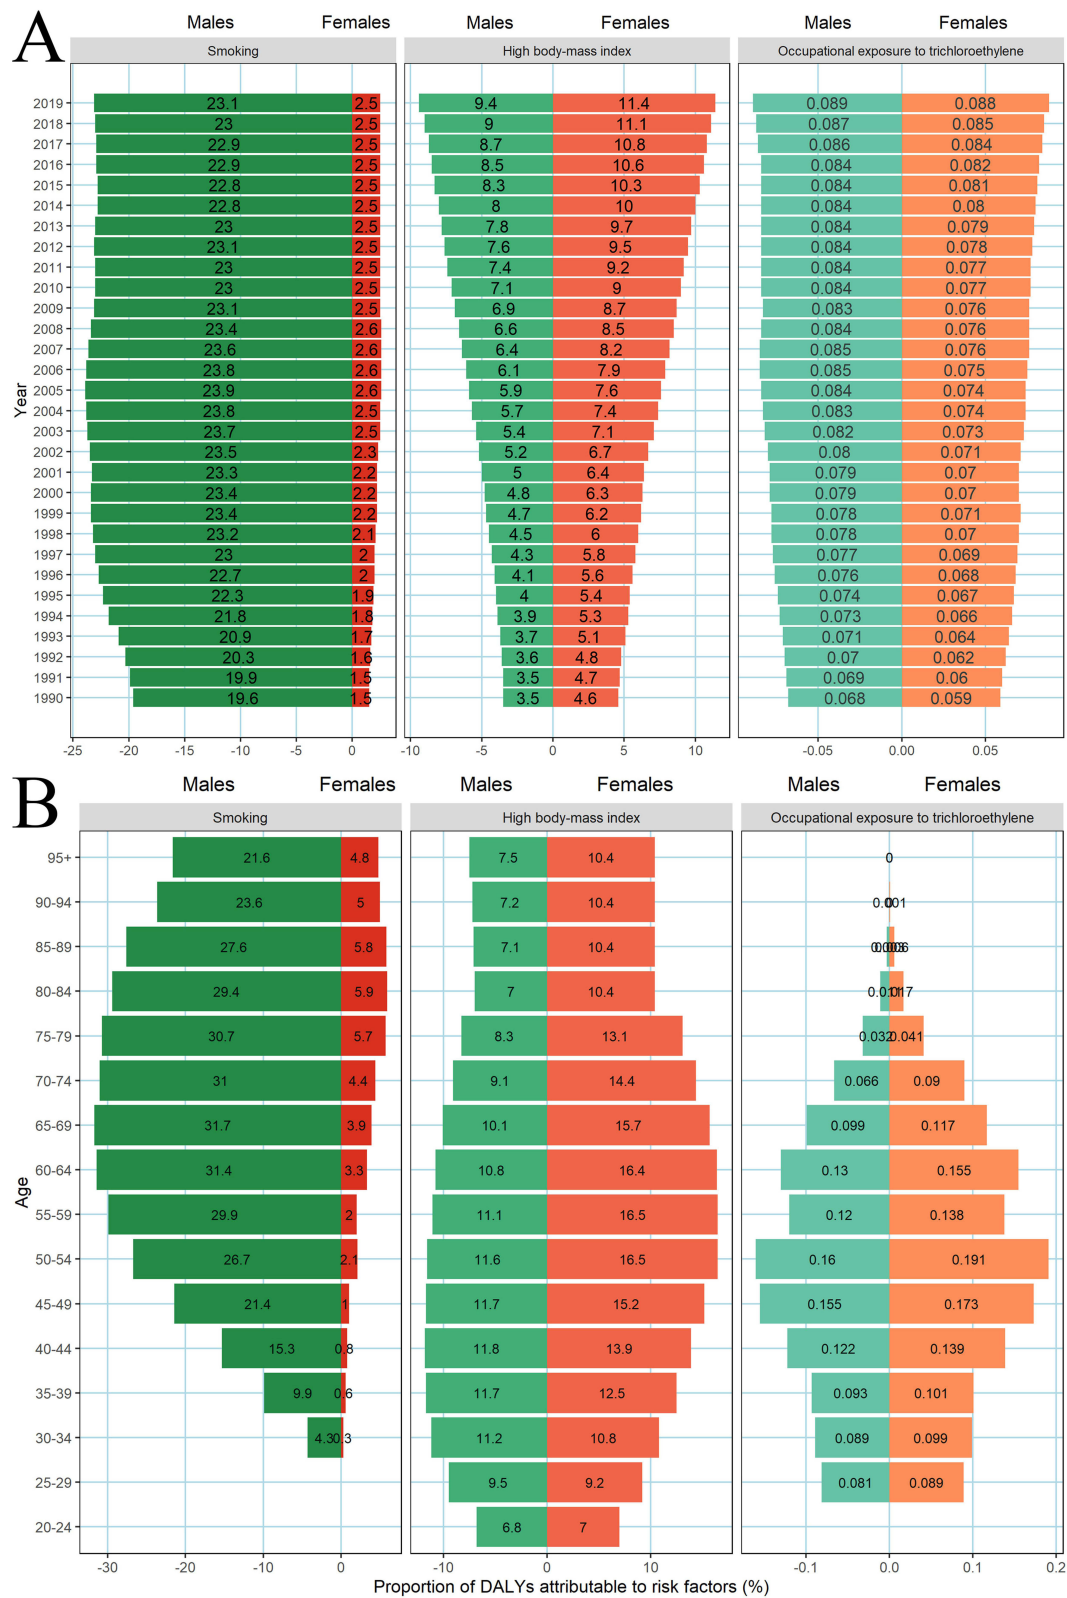 A
Males Females Males Females Males Females
Smoking High body-mass index Occupational exposure to trichloroethylene
Year
2019 23.1 2.5 9.4 11.4 0.089 0.088
2018 23 2.5 9 11.1 0.087 0.085
2017 22.9 2.5 8.7 10.8 0.086 0.084
2016 22.9 2.5 8.5 10.6 0.084 0.082
2015 22.8 2.5 8.3 10.3 0.084 0.081
2014 22.8 2.5 8 10 0.084 0.08
2013 23 2.5 7.8 9.7 0.084 0.079
2012 23.1 2.5 7.6 9.5 0.084 0.078
2011 23 2.5 7.4 9.2 0.084 0.077
2010 23 2.5 7.1 9 0.084 0.077
2009 23.1 2.5 6.9 8.7 0.083 0.076
2008 23.4 2.6 6.6 8.5 0.084 0.076
2007 23.6 2.6 6.4 8.2 0.085 0.076
2006 23.8 2.6 6.1 7.9 0.085 0.075
2005 23.9 2.6 5.9 7.6 0.084 0.074
2004 23.8 2.5 5.7 7.4 0.083 0.074
2003 23.7 2.5 5.4 7.1 0.082 0.073
2002 23.5 2.3 5.2 6.7 0.08 0.071
2001 23.3 2.2 5 6.4 0.079 0.07
2000 23.4 2.2 4.8 6.3 0.079 0.07
1999 23.4 2.2 4.7 6.2 0.078 0.071
1998 23.2 2.1 4.5 6 0.078 0.07
1997 23 2 4.3 5.8 0.077 0.069
1996 22.7 2 4.1 5.6 0.076 0.068
1995 22.3 1.9 4 5.4 0.074 0.067
1994 21.8 1.8 3.9 5.3 0.073 0.066
1993 20.9 1.7 3.7 5.1 0.071 0.064
1992 20.3 1.6 3.6 4.8 0.07 0.062
1991 19.9 1.5 3.5 4.7 0.069 0.06
1990 19.6 1.5 3.5 4.6 0.068 0.059
-25 -20 -15 -10 -5 0 -10 -5 0 5 10 -0.05 0.00 0.05
B
Males Females Males Females Males Females
Smoking High body-mass index Occupational exposure to trichloroethylene
Age
95+ 21.6 4.8 7.5 10.4 0
90-94 23.6 5 7.2 10.4 0 0.001
85-89 27.6 5.8 7.1 10.4 0.003 0.006
80-84 29.4 5.9 7 10.4 0.011 0.017
75-79 30.7 5.7 8.3 13.1 0.032 0.041
70-74 31 4.4 9.1 14.4 0.066 0.09
65-69 31.7 3.9 10.1 15.7 0.099 0.117
60-64 31.4 3.3 10.8 16.4 0.13 0.155
55-59 29.9 2 11.1 16.5 0.12 0.138
50-54 26.7 2.1 11.6 16.5 0.16 0.191
45-49 21.4 1 11.7 15.2 0.155 0.173
40-44 15.3 0.8 11.8 13.9 0.122 0.139
35-39 9.9 0.6 11.7 12.5 0.093 0.101
30-34 4.3 0.3 11.2 10.8 0.089 0.099
25-29 9.5 9.2 0.081 0.089
20-24 6.8 7
-30 -20 -10 0 -10 0 10 -0.1 0.0 0.1 0.2
Proportion of DALYs attributable to risk factors (%)